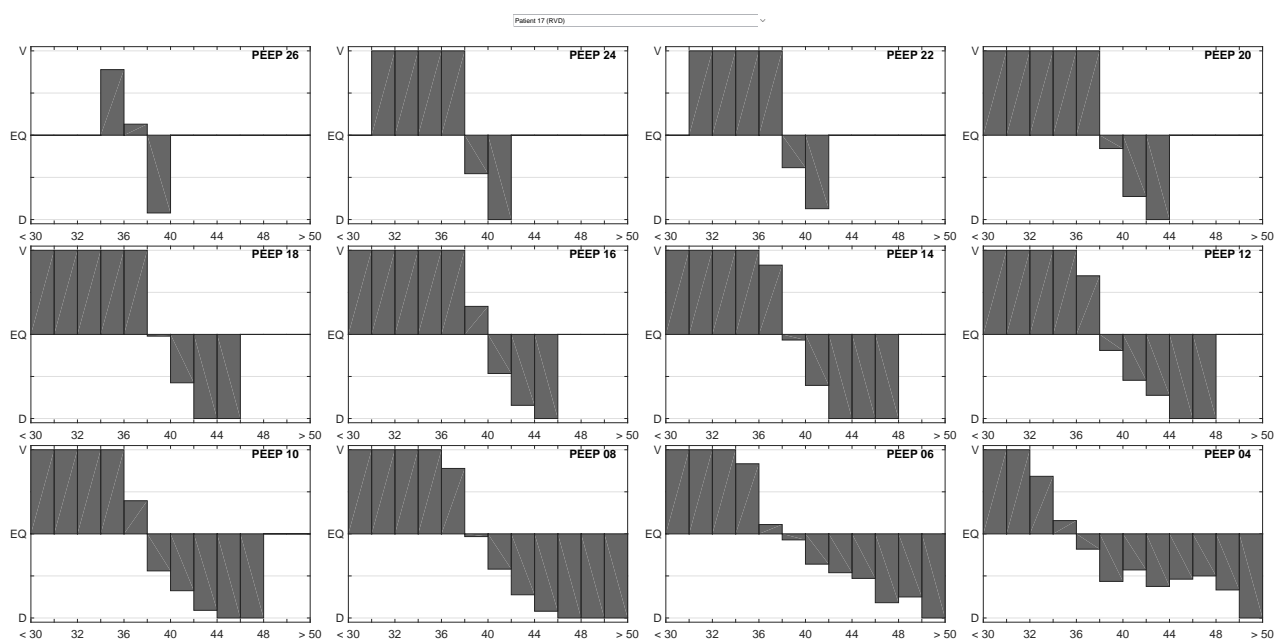 Patient 17 (RVD)
V PEEP 26 PEEP 24 V PEEP 22 V PEEP 20
EQ EQ EQ
D D D
< 30 32 36 40 44 48 > 50 < 30 32 36 40 44 48 > 50 < 30 32 36 40 44 48 > 50 < 30 32 36 40 44 48 > 50
V PEEP 18 V PEEP 16 V PEEP 14 V PEEP 12
EQ EQ EQ EQ
D D D D
< 30 32 36 40 44 48 > 50 < 30 32 36 40 44 48 > 50 < 30 32 36 40 44 48 > 50 < 30 32 36 40 44 48 > 50
V PEEP 10 V PEEP 08 V PEEP 06 V PEEP 04
EQ EQ EQ EQ
D D D D
< 30 32 36 40 44 48 > 50 < 30 32 36 40 44 48 > 50 < 30 32 36 40 44 48 > 50 < 30 32 36 40 44 48 > 50